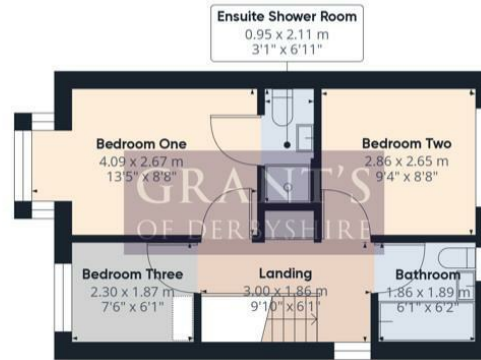 Ensuite Shower Room
0.95 x 2.11 m
3'1" x 6'11"
Bedroom One
4.09 x 2.67 m
13'5" x 8'8"
Bedroom Two
2.86 x 2.65 m
9'4" x 8'8"
GRANT'S
OF DERBYSHIRE
Bedroom Three
2.30 x 1.87 m
7'6" x 6'1"
Landing
3.00 x 1.86 m
9'10" x 6'1"
Bathroom
1.86 x 1.89 m
6'1" x 6'2"